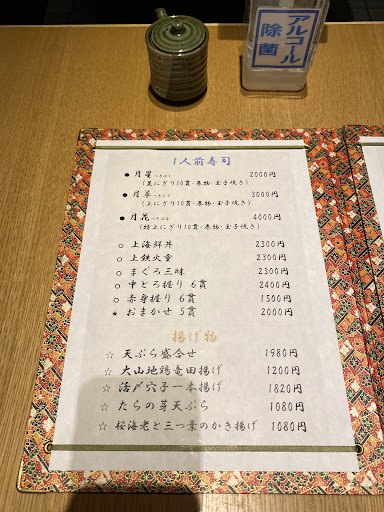 アルコール
除菌
1人前寿司
● 月星 2000円
(並にぎり10貫・巻物・玉子焼き)
● 月草 3000円
(上にぎり10貫・巻物・玉子焼き)
● 月花 4000円
(特上にぎり10貫・巻物・玉子焼き)
○ 上海鮮丼 2300円
○ 上鉄火重 2300円
○ まぐろ三昧 2300円
○ 中とろ握り 6貫 2400円
○ 赤身握り 6貫 1500円
★ おまかせ 5貫 2000円
揚げ物
☆ 天ぷら盛合せ 1980円
☆ 大山地鶏竜田揚げ 1200円
☆ 活〆穴子一本揚げ 1820円
☆ たらの芽天ぷら 1080円
☆ 桜海老と三つ葉のかき揚げ 1080円